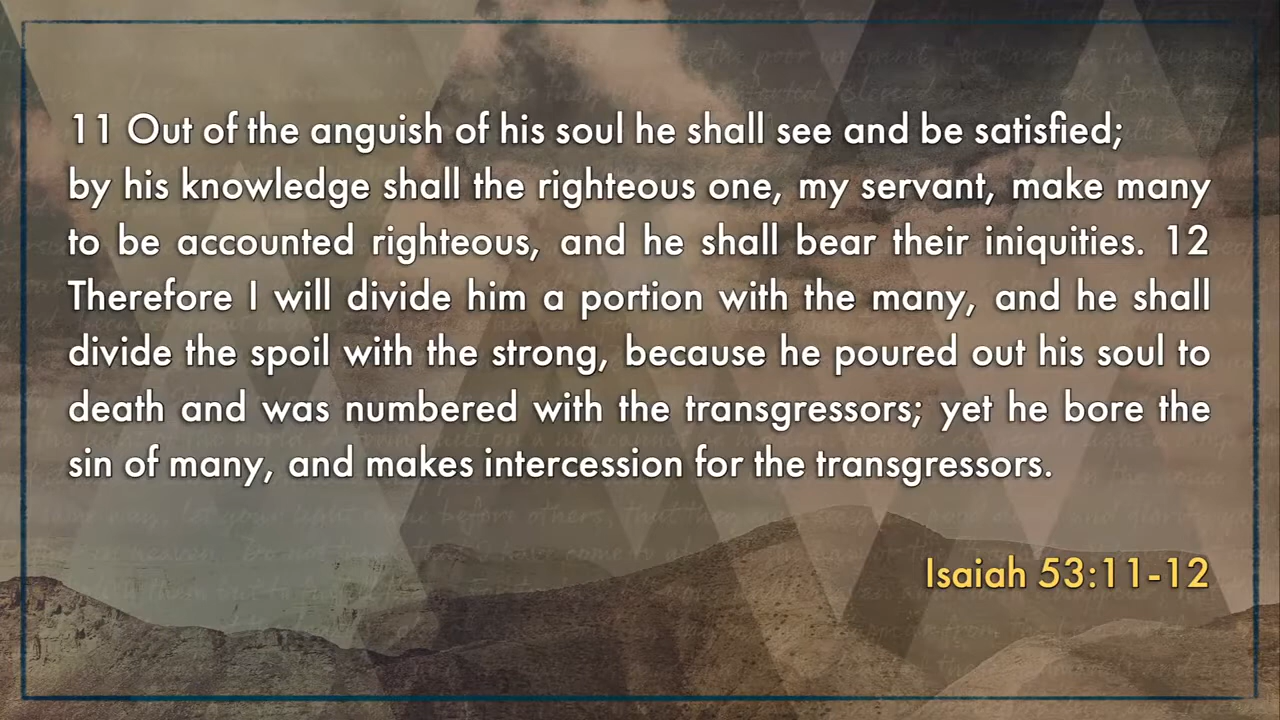 11 Out of the anguish of his soul he shall see and be satisfied;
by his knowledge shall the righteous one, my servant, make many
to be accounted righteous, and he shall bear their iniquities. 12
Therefore I will divide him a portion with the many, and he shall
divide the spoil with the strong, because he poured out his soul to
death and was numbered with the transgressors; yet he bore the
sin of many, and makes intercession for the transgressors.
Isaiah 53:11-12